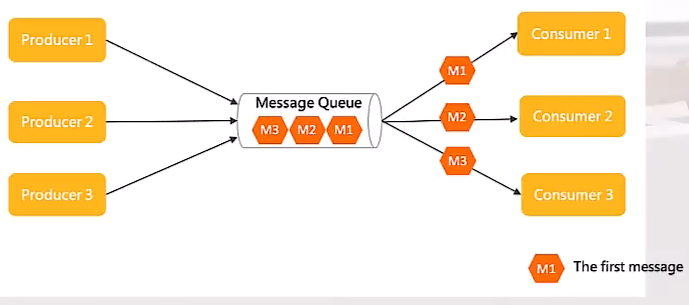 Producer 1
Producer 2
Producer 3
Message Queue
M3 M2 M1
M1
M2
M3
Consumer 1
Consumer 2
Consumer 3
M1 The first message